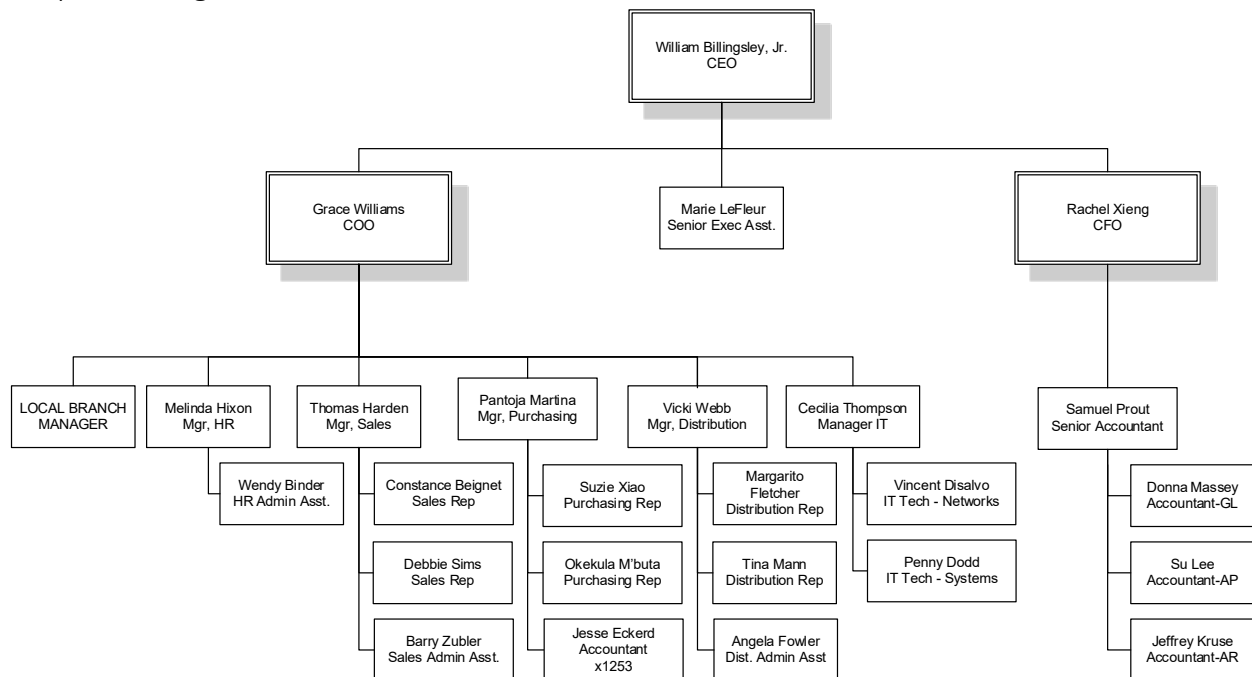 William Billingsley, Jr.
CEO
Grace Williams
COO
Marie LeFleur
Senior Exec Asst.
Rachel Xieng
CFO
LOCAL BRANCH
MANAGER
Melinda Hixon
Mgr, HR
Thomas Harden
Mgr, Sales
Pantoja Martina
Mgr, Purchasing
Vicki Webb
Mgr, Distribution
Cecilia Thompson
Manager IT
Samuel Prout
Senior Accountant
Wendy Binder
HR Admin Asst.
Constance Beignet
Sales Rep
Suzie Xiao
Purchasing Rep
Margarito
Fletcher
Distribution Rep
Vincent Disalvo
IT Tech - Networks
Donna Massey
Accountant-GL
Debbie Sims
Sales Rep
Okekula M'buta
Purchasing Rep
Tina Mann
Distribution Rep
Penny Dodd
IT Tech - Systems
Su Lee
Accountant-AP
Barry Zubler
Sales Admin Asst.
Jesse Eckerd
Accountant
x1253
Angela Fowler
Dist. Admin Asst
Jeffrey Kruse
Accountant-AR